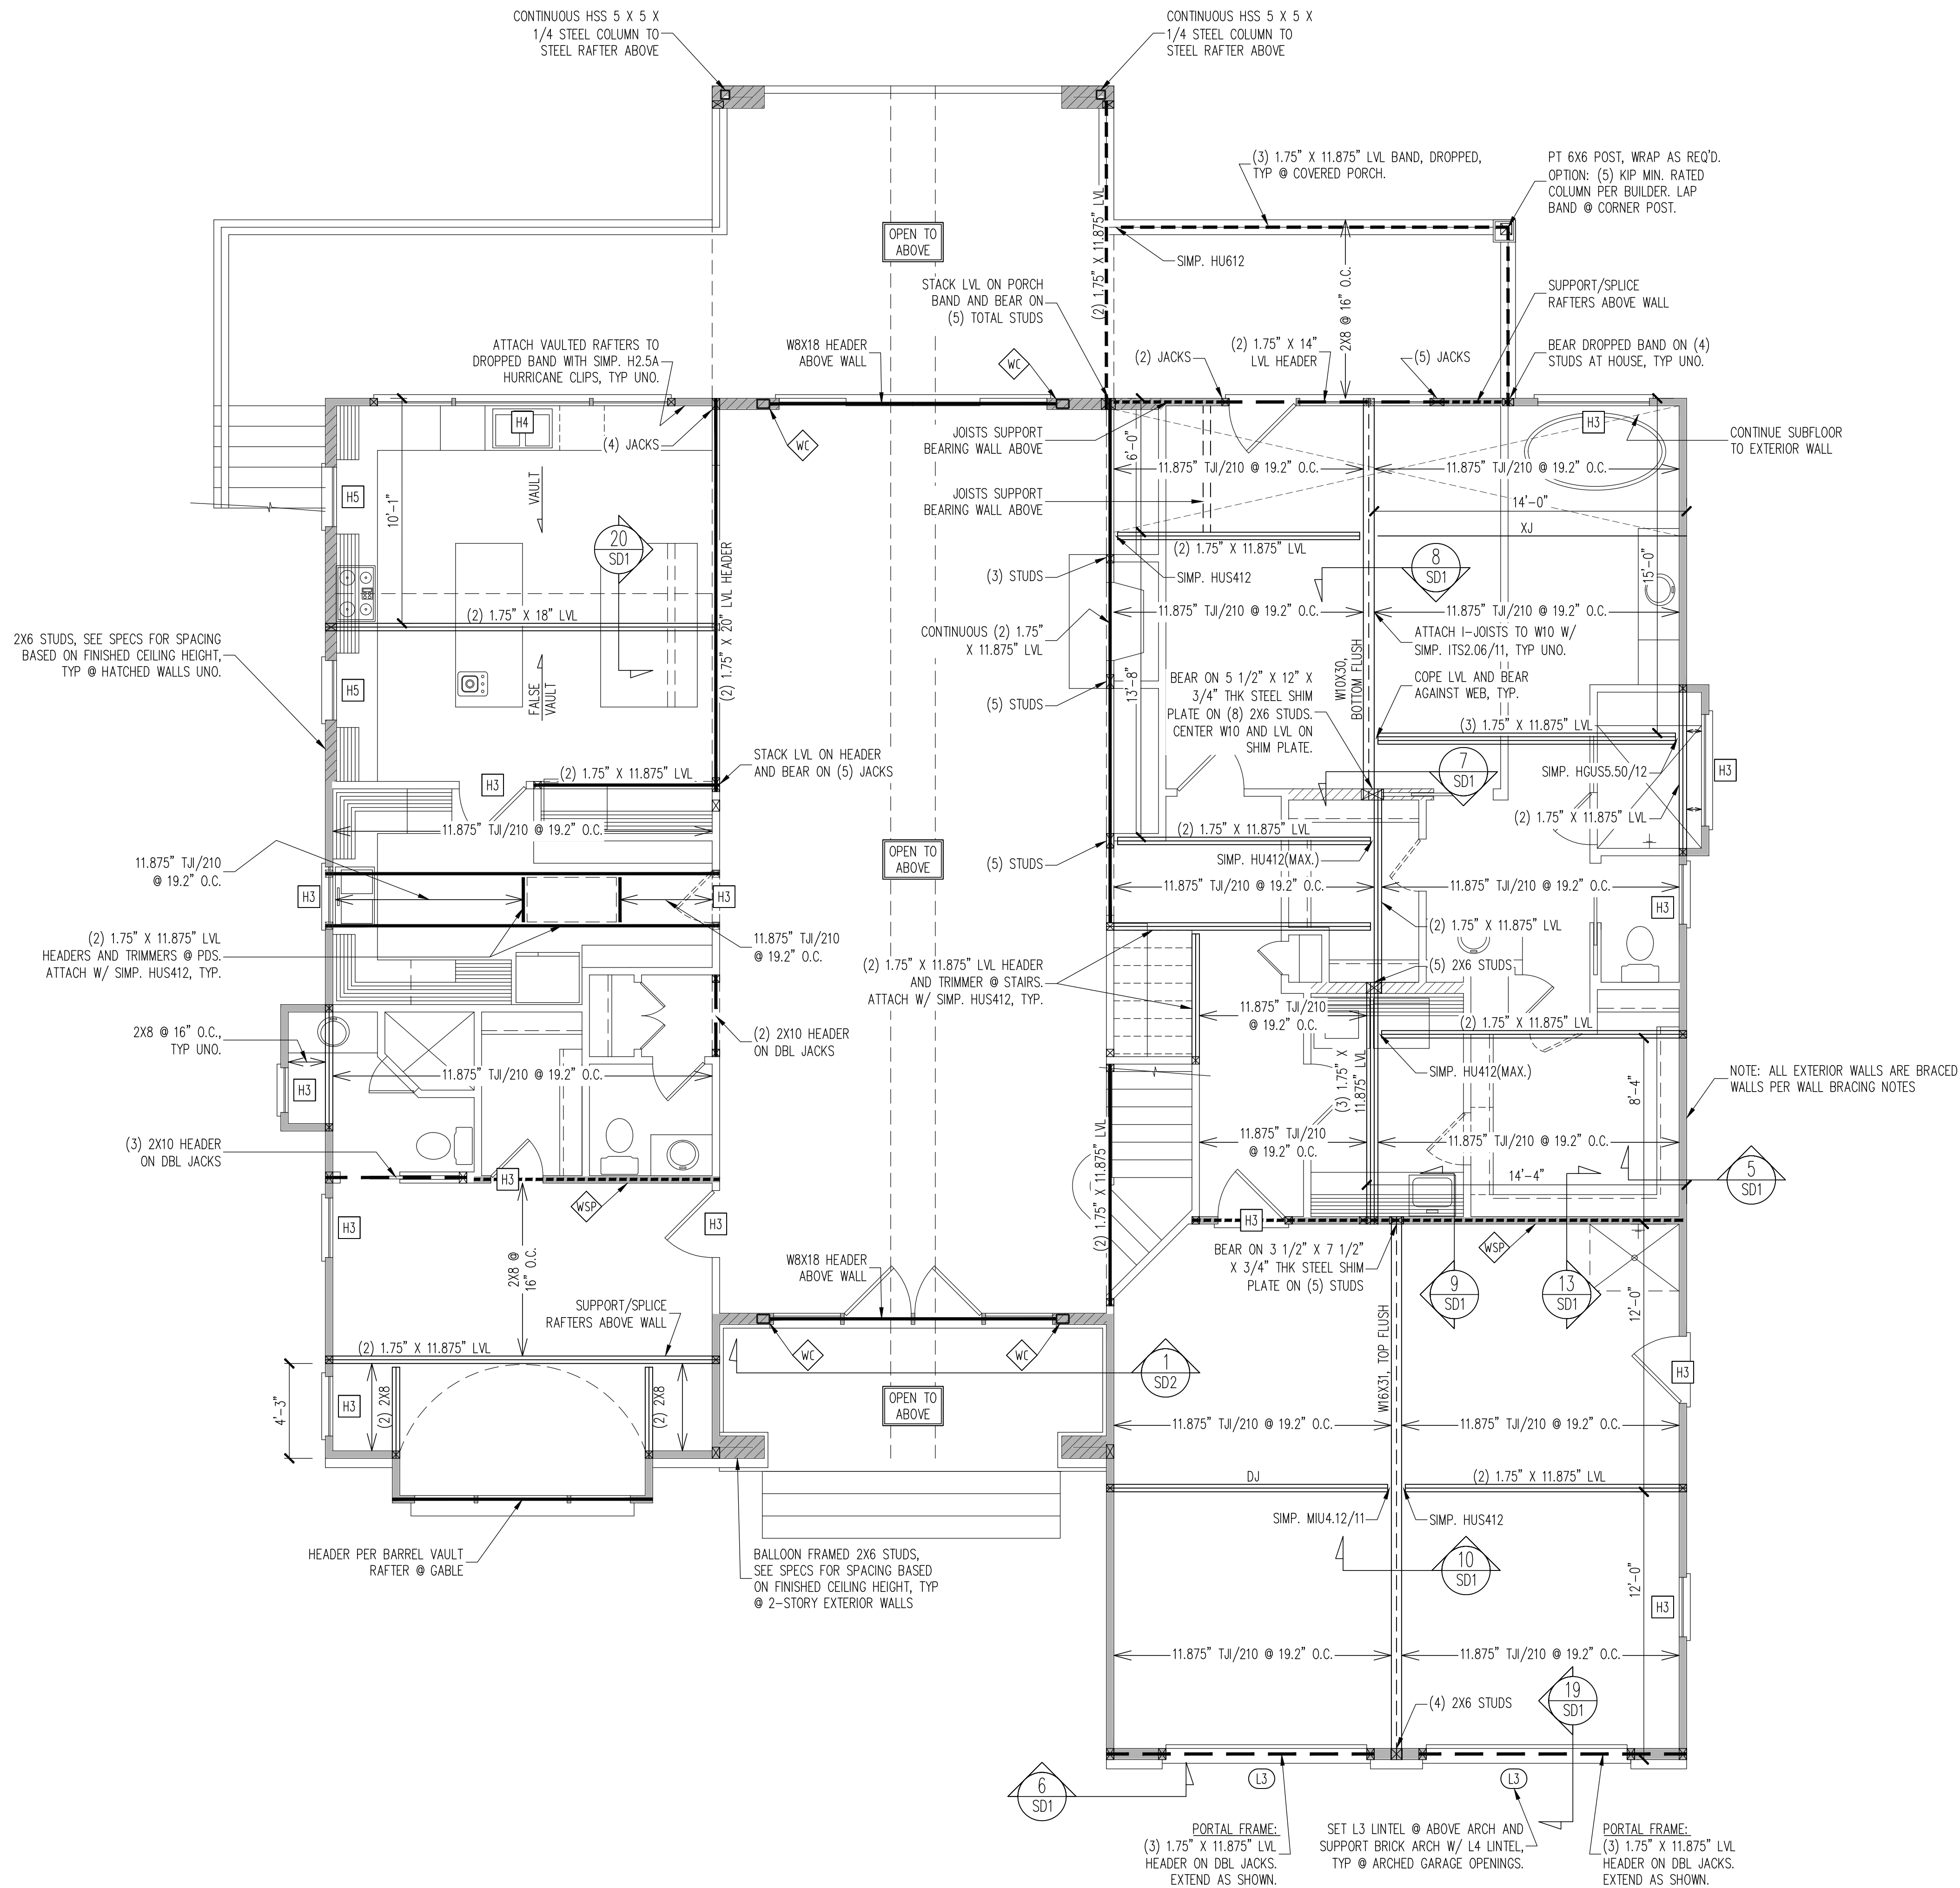 CONTINUOUS HSS 5 X 5 X
1/4 STEEL COLUMN TO
STEEL RAFTER ABOVE
CONTINUOUS HSS 5 X 5 X
1/4 STEEL COLUMN TO
STEEL RAFTER ABOVE
(3) 1.75" X 11.875" LVL BAND, DROPPED,
TYP @ COVERED PORCH.
PT 6X6 POST, WRAP AS REQ'D.
OPTION: (5) KIP MIN. RATED
COLUMN PER BUILDER. LAP
BAND @ CORNER POST.
OPEN TO
ABOVE
(2) 1.75" X 11.875" LVL
SIMP. HU612
2X8 @ 16" O.C.
STACK LVL ON PORCH
BAND AND BEAR ON
(5) TOTAL STUDS
SUPPORT/SPLICE
RAFTERS ABOVE WALL
ATTACH VAULTED RAFTERS TO
DROPPED BAND WITH SIMP. H2.5A
HURRICANE CLIPS, TYP UNO.
W8X18 HEADER
ABOVE WALL
WC
(2) JACKS
(2) 1.75" X 14"
LVL HEADER
(5) JACKS
BEAR DROPPED BAND ON (4)
STUDS AT HOUSE, TYP UNO.
H4
(4) JACKS
WC
JOISTS SUPPORT
BEARING WALL ABOVE
6'-0"
H3
CONTINUE SUBFLOOR
TO EXTERIOR WALL
11.875" TJI/210 @ 19.2" O.C.
11.875" TJI/210 @ 19.2" O.C.
H5
10'-1"
VAULT
JOISTS SUPPORT
BEARING WALL ABOVE
14'-0"
XJ
20
SD1
(2) 1.75" X 20" LVL HEADER
(2) 1.75" X 11.875" LVL
8
SD1
(3) STUDS
SIMP. HUS412
15'-0"
(2) 1.75" X 18" LVL
11.875" TJI/210 @ 19.2" O.C.
11.875" TJI/210 @ 19.2" O.C.
2X6 STUDS, SEE SPECS FOR SPACING
BASED ON FINISHED CEILING HEIGHT,
TYP @ HATCHED WALLS UNO.
CONTINUOUS (2) 1.75"
X 11.875" LVL
ATTACH I-JOISTS TO W10 W/
SIMP. ITS2.06/11, TYP UNO.
W10X30,
BOTTOM FLUSH
H5
FALSE
VAULT
(5) STUDS
13'-8"
BEAR ON 5 1/2" X 12" X
3/4" THK STEEL SHIM
PLATE ON (8) 2X6 STUDS.
CENTER W10 AND LVL ON
SHIM PLATE.
COPE LVL AND BEAR
AGAINST WEB, TYP.
(3) 1.75" X 11.875" LVL
STACK LVL ON HEADER
AND BEAR ON (5) JACKS
(2) 1.75" X 11.875" LVL
H3
7
SD1
SIMP. HGUS5.50/12
H3
(2) 1.75" X 11.875" LVL
11.875" TJI/210 @ 19.2" O.C.
(2) 1.75" X 11.875" LVL
OPEN TO
ABOVE
(5) STUDS
SIMP. HU412(MAX.)
11.875" TJI/210
@ 19.2" O.C.
H3
H3
11.875" TJI/210 @ 19.2" O.C.
11.875" TJI/210 @ 19.2" O.C.
H3
(2) 1.75" X 11.875" LVL
(2) 1.75" X 11.875" LVL
HEADERS AND TRIMMERS @ PDS.
ATTACH W/ SIMP. HUS412, TYP.
11.875" TJI/210
@ 19.2" O.C.
(2) 1.75" X 11.875" LVL HEADER
AND TRIMMER @ STAIRS.
ATTACH W/ SIMP. HUS412, TYP.
(5) 2X6 STUDS
11.875" TJI/210
@ 19.2" O.C.
(2) 1.75" X 11.875" LVL
2X8 @ 16" O.C.,
TYP UNO.
(2) 2X10 HEADER
ON DBL JACKS
H3
11.875" TJI/210 @ 19.2" O.C.
(3) 1.75" X
11.875" LVL
SIMP. HU412(MAX.)
8'-4"
NOTE: ALL EXTERIOR WALLS ARE BRACED
WALLS PER WALL BRACING NOTES
(3) 2X10 HEADER
ON DBL JACKS
11.875" TJI/210
@ 19.2" O.C.
11.875" TJI/210 @ 19.2" O.C.
H3
WSP
14'-4"
5
SD1
H3
H3
(2) 1.75" X 11.875" LVL
H3
WSP
2X8 @
16" O.C.
W8X18 HEADER
ABOVE WALL
BEAR ON 3 1/2" X 7 1/2"
X 3/4" THK STEEL SHIM
PLATE ON (5) STUDS
9
SD1
13
SD1
12'-0"
SUPPORT/SPLICE
RAFTERS ABOVE WALL
(2) 1.75" X 11.875" LVL
WC
WC
1
SD2
W16X31, TOP FLUSH
H3
4'-3"
H3
(2) 2X8
(2) 2X8
OPEN TO
ABOVE
11.875" TJI/210 @ 19.2" O.C.
11.875" TJI/210 @ 19.2" O.C.
DJ
(2) 1.75" X 11.875" LVL
SIMP. MIU4.12/11
SIMP. HUS412
HEADER PER BARREL VAULT
RAFTER @ GABLE
BALLOON FRAMED 2X6 STUDS,
SEE SPECS FOR SPACING BASED
ON FINISHED CEILING HEIGHT, TYP
@ 2-STORY EXTERIOR WALLS
10
SD1
12'-0"
H3
11.875" TJI/210 @ 19.2" O.C.
11.875" TJI/210 @ 19.2" O.C.
(4) 2X6 STUDS
19
SD1
6
SD1
L3
L3
PORTAL FRAME:
(3) 1.75" X 11.875" LVL
HEADER ON DBL JACKS.
EXTEND AS SHOWN.
SET L3 LINTEL @ ABOVE ARCH AND
SUPPORT BRICK ARCH W/ L4 LINTEL,
TYP @ ARCHED GARAGE OPENINGS.
PORTAL FRAME:
(3) 1.75" X 11.875" LVL
HEADER ON DBL JACKS.
EXTEND AS SHOWN.